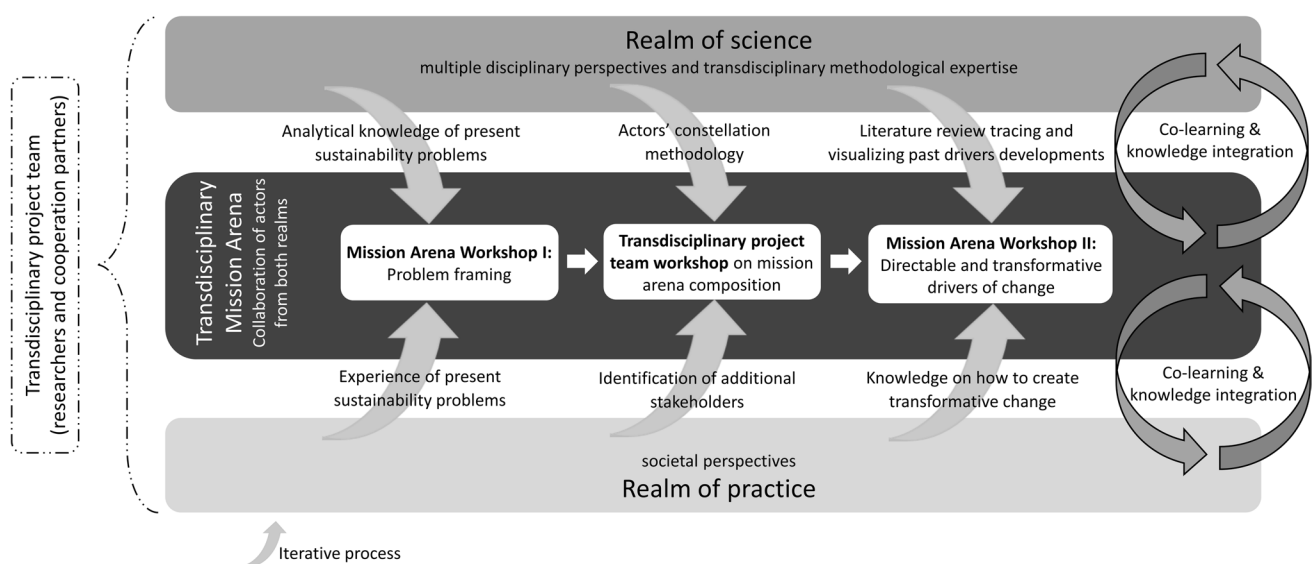 Transdisciplinary project team
(researchers and cooperation partners)
Realm of science
multiple disciplinary perspectives and transdisciplinary methodological expertise
Analytical knowledge of present
sustainability problems
Actors’ constellation
methodology
Literature review tracing and
visualizing past drivers developments
Co-learning &
knowledge integration
Transdisciplinary
Mission Arena
Collaboration of actors
from both realms
Mission Arena Workshop I:
Problem framing
Transdisciplinary project
team workshop on mission
arena composition
Mission Arena Workshop II:
Directable and transformative
drivers of change
Experience of present
sustainability problems
Identification of additional
stakeholders
Knowledge on how to create
transformative change
Co-learning &
knowledge integration
societal perspectives
Realm of practice
Iterative process